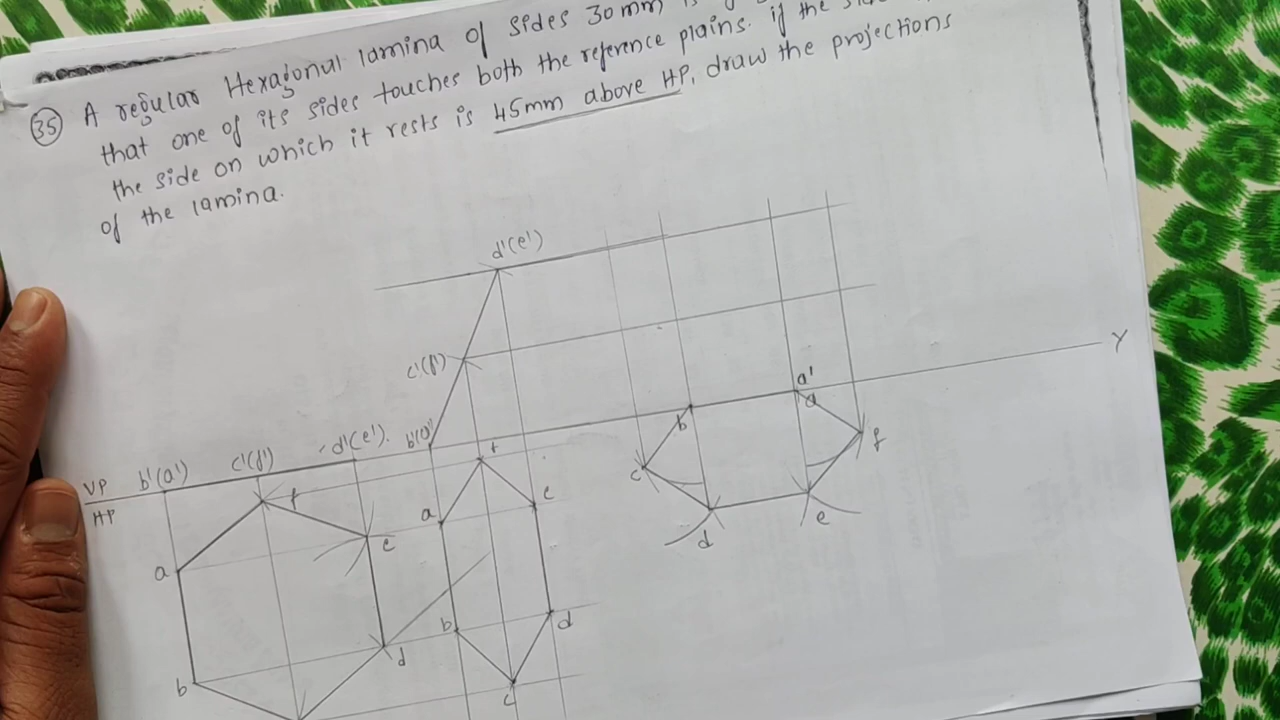 35 A regular Hexagonal lamina of sides 30mm is
that one of its sides touches both the reference plains. if the
the side on which it rests is 45mm above HP, draw the projections
of the lamina.
d'(e')
Y
c'(f')
a'
a
b'(a')
b
d'(e')
f
c'(f')
b'(a')
VP
HP
c
f
f
e
a
e
d
e
a
b
d
d
b
c